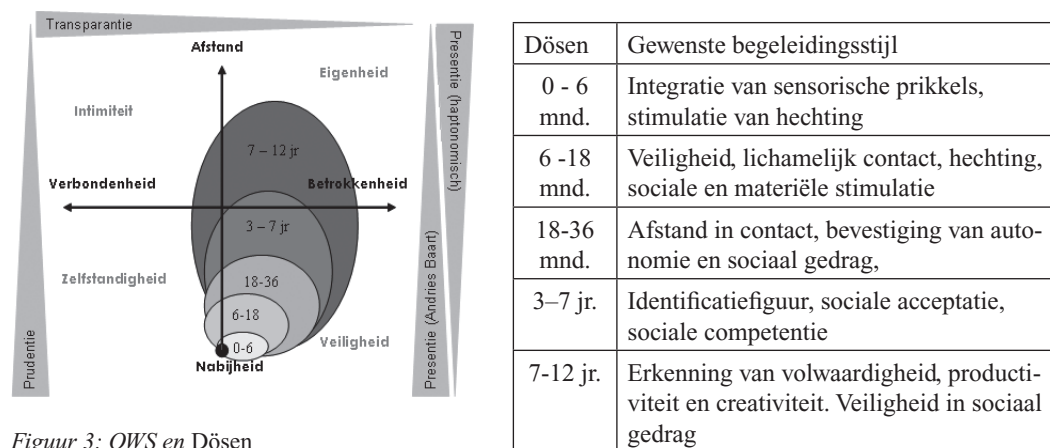 Transparantie
Afstand
Eigenheid
Intimiteit
7 – 12 jr
Verbondenheid
Betrokkenheid
3 – 7 jr
Zelfstandigheid
18-36
6-18
0-6
Veiligheid
Nabijheid
Prudentie
Presentie (Andries Baart)
Presentie (haptonomisch)
Figuur 3: OWS en Dösen
Dösen
Gewenste begeleidingsstijl
0 - 6
mnd.
Integratie van sensorische prikkels,
stimulatie van hechting
6 -18
mnd.
Veiligheid, lichamelijk contact, hechting,
sociale en materiële stimulatie
18-36
mnd.
Afstand in contact, bevestiging van auto-
nomie en sociaal gedrag,
3–7 jr.
Identificatiefiguur, sociale acceptatie,
sociale competentie
7-12 jr.
Erkenning van volwaardigheid, producti-
viteit en creativiteit. Veiligheid in sociaal
gedrag